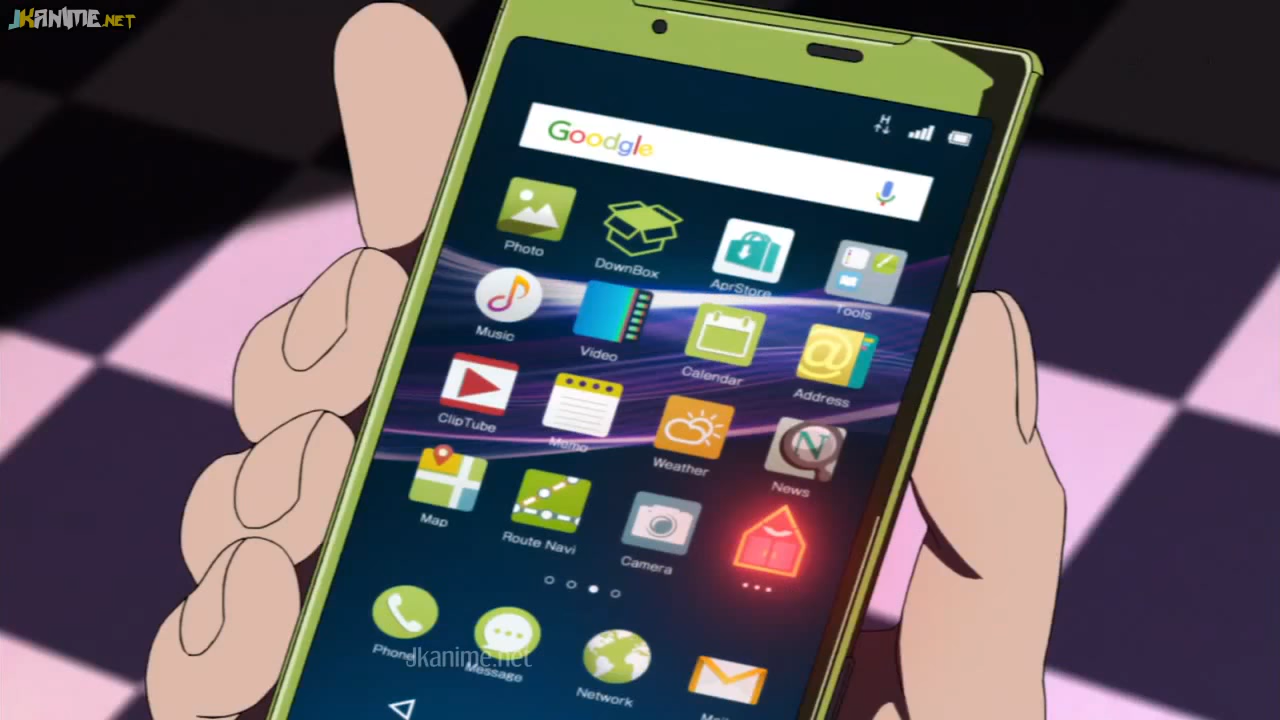 JKANIME.NET
H
Goodgle
Photo
DownBox
AprStore
Tools
Music
Video
Calendar
Address
ClipTube
Memo
Weather
N
News
Map
Route Navi
Camera
...
Phone
Message
Network
Jkanime.net